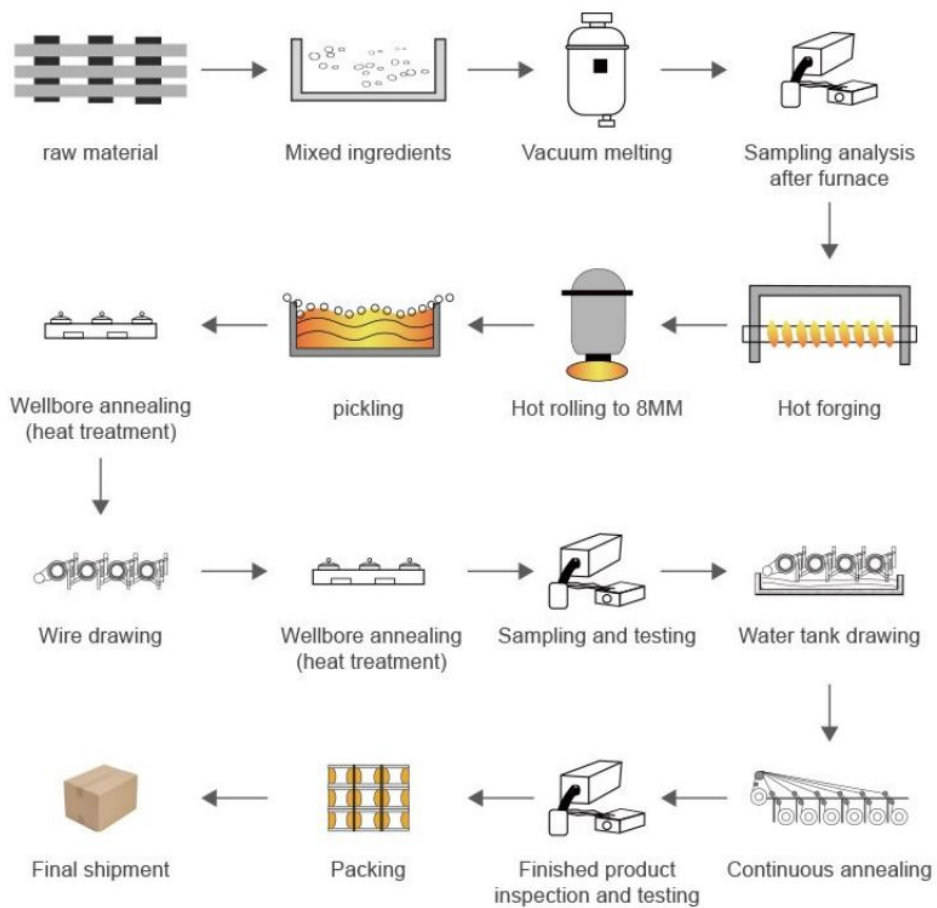 raw material
Mixed ingredients
Vacuum melting
Sampling analysis
after furnace
Hot forging
Hot rolling to 8MM
pickling
Wellbore annealing
(heat treatment)
Wire drawing
Wellbore annealing
(heat treatment)
Sampling and testing
Water tank drawing
Continuous annealing
Finished product
inspection and testing
Packing
Final shipment